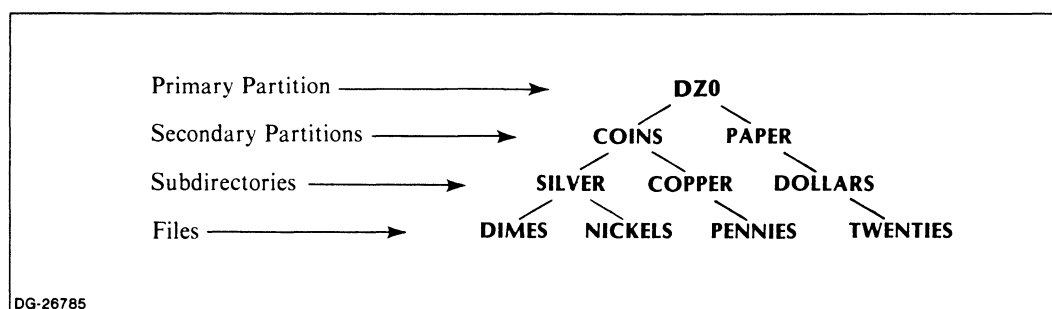 Primary Partition DZ0
Secondary Partitions COINS PAPER
Subdirectories SILVER COPPER DOLLARS
Files DIMES NICKELS PENNIES TWENTIES
DG-26785